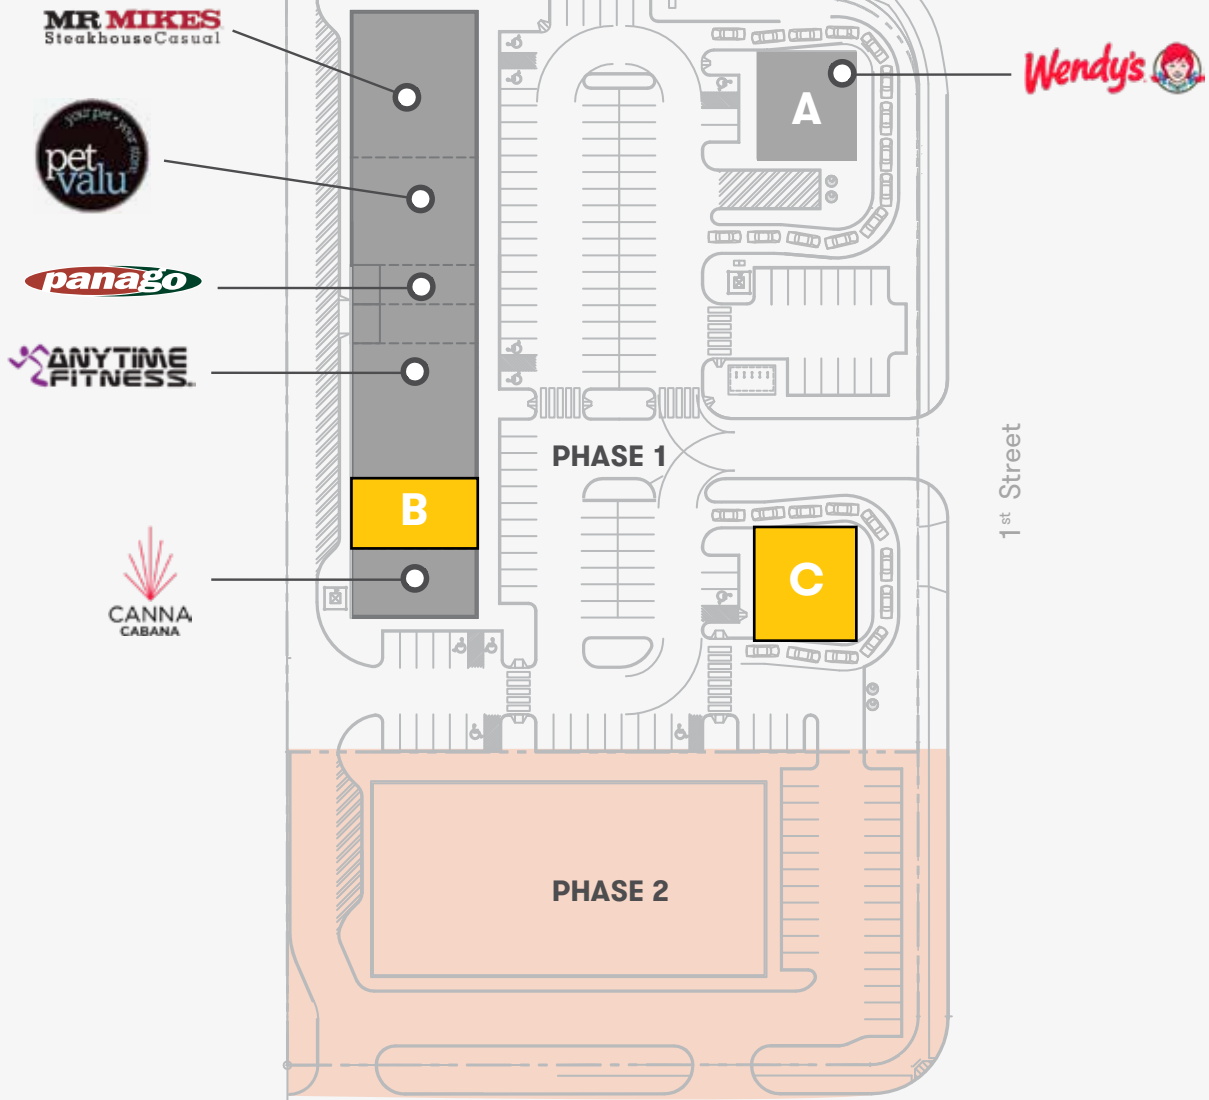 MR MIKES
SteakhouseCasual
your pet • your store
pet
valu
panago
ANYTIME
FITNESS
CANNA
CABANA
Wendy's
A
PHASE 1
B
C
1st Street
PHASE 2